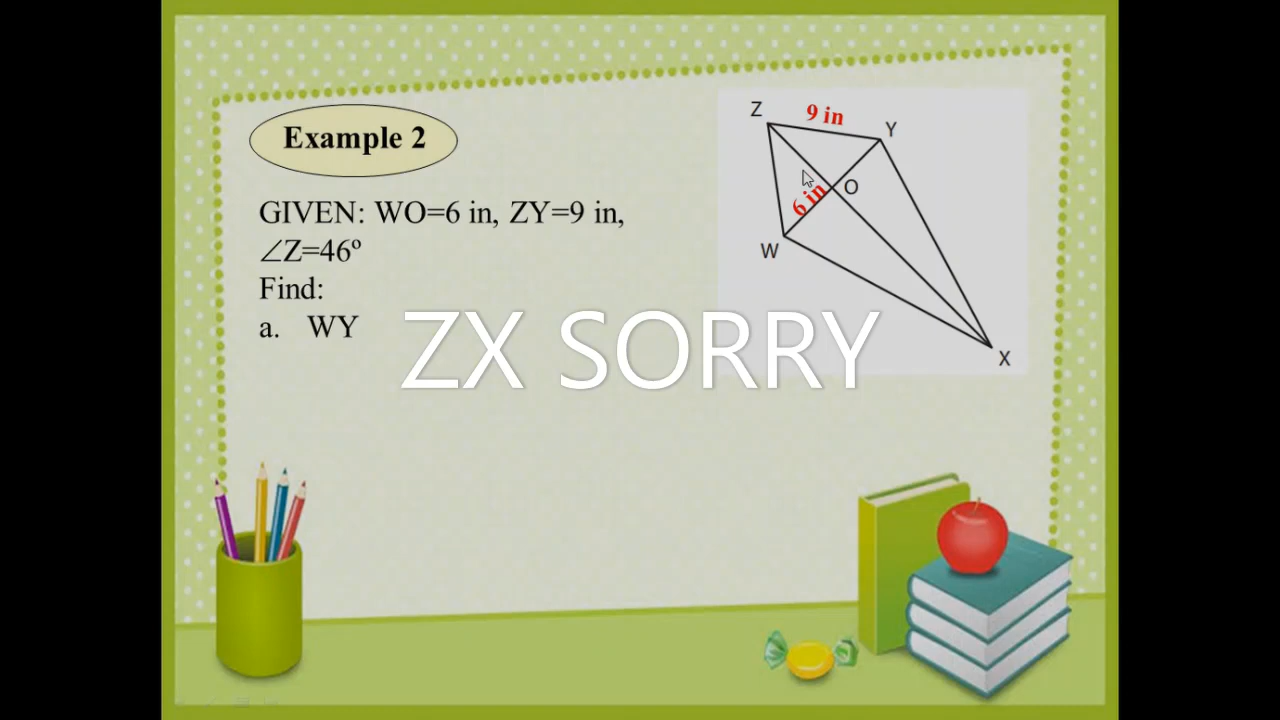 Example 2
GIVEN: WO=6 in, ZY=9 in,
∠Z=46º
Find:
a. WY
ZX SORRY
Z
9 in
Y
6 in
O
W
X